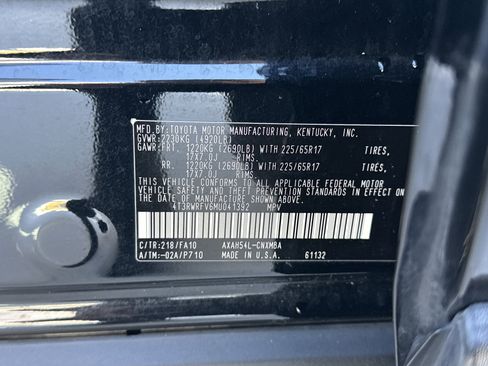 MFD.BY:TOYOTA MOTOR MANUFACTURING, KENTUCKY, INC.
GVWR:2230KG (4920LB)
GAWR:FRT. 1220KG (2690LB) WITH 225/65R17 TIRES,
17X7.0J RIMS,
RR. 1220KG (2690LB) WITH 225/65R17 TIRES,
17X7.0J RIMS.
THIS VEHICLE CONFORMS TO ALL APPLICABLE FEDERAL MOTOR
VEHICLE SAFETY AND THEFT PREVENTION STANDARDS IN EFFECT
ON THE DATE OF MANUFACTURE SHOWN ABOVE.
4T3RWRFV6MU041392 MPV
C/TR:218/FA10 AXAH54L-CNXMBA
A/TM:-02A/P710 MADE IN U.S.A. 61132